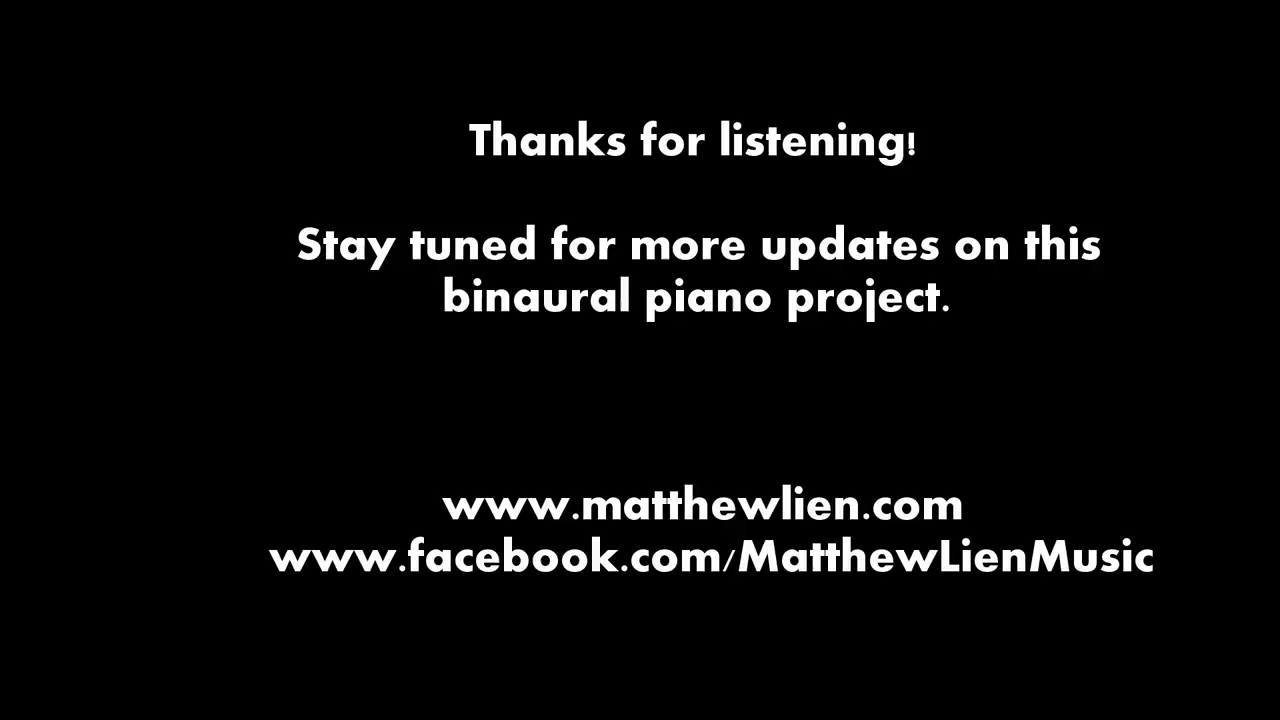 Thanks for listening!
Stay tuned for more updates on this
binaural piano project.
www.matthewlien.com
www.facebook.com/MatthewLienMusic